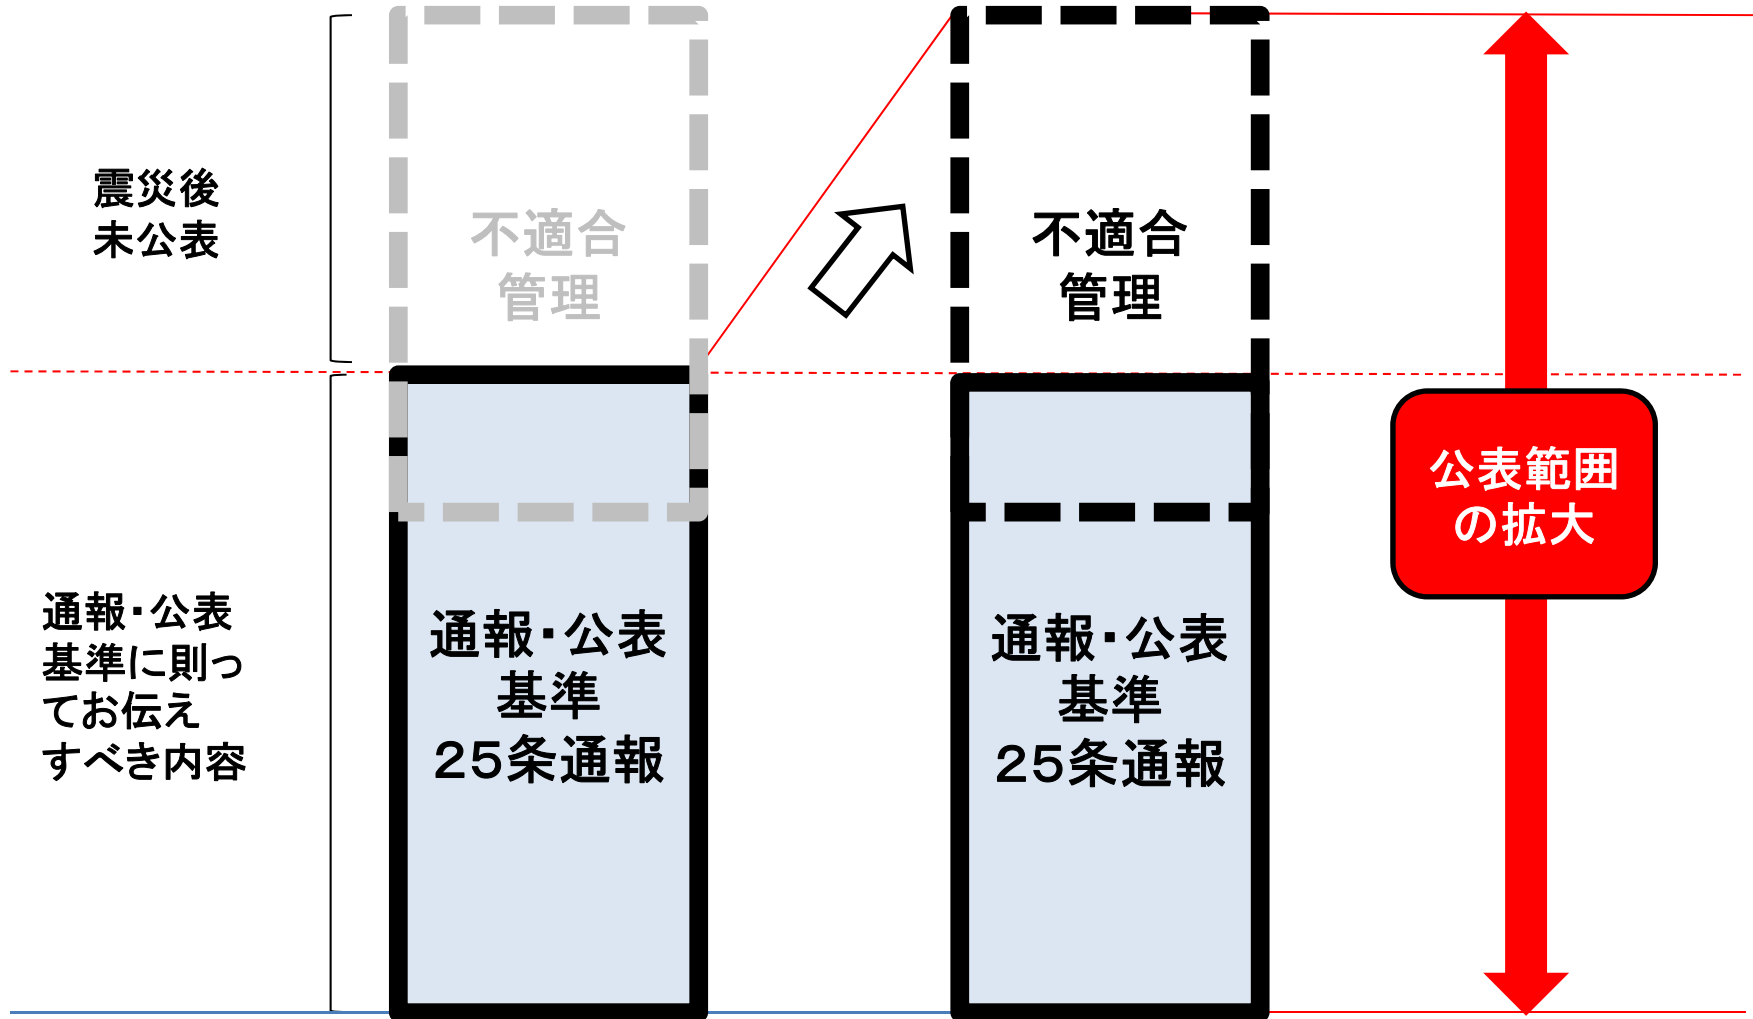 震災後
未公表
通報・公表
基準に則っ
てお伝え
すべき内容
不適合
管理
通報・公表
基準
２５条通報
不適合
管理
通報・公表
基準
２５条通報
公表範囲
の拡大